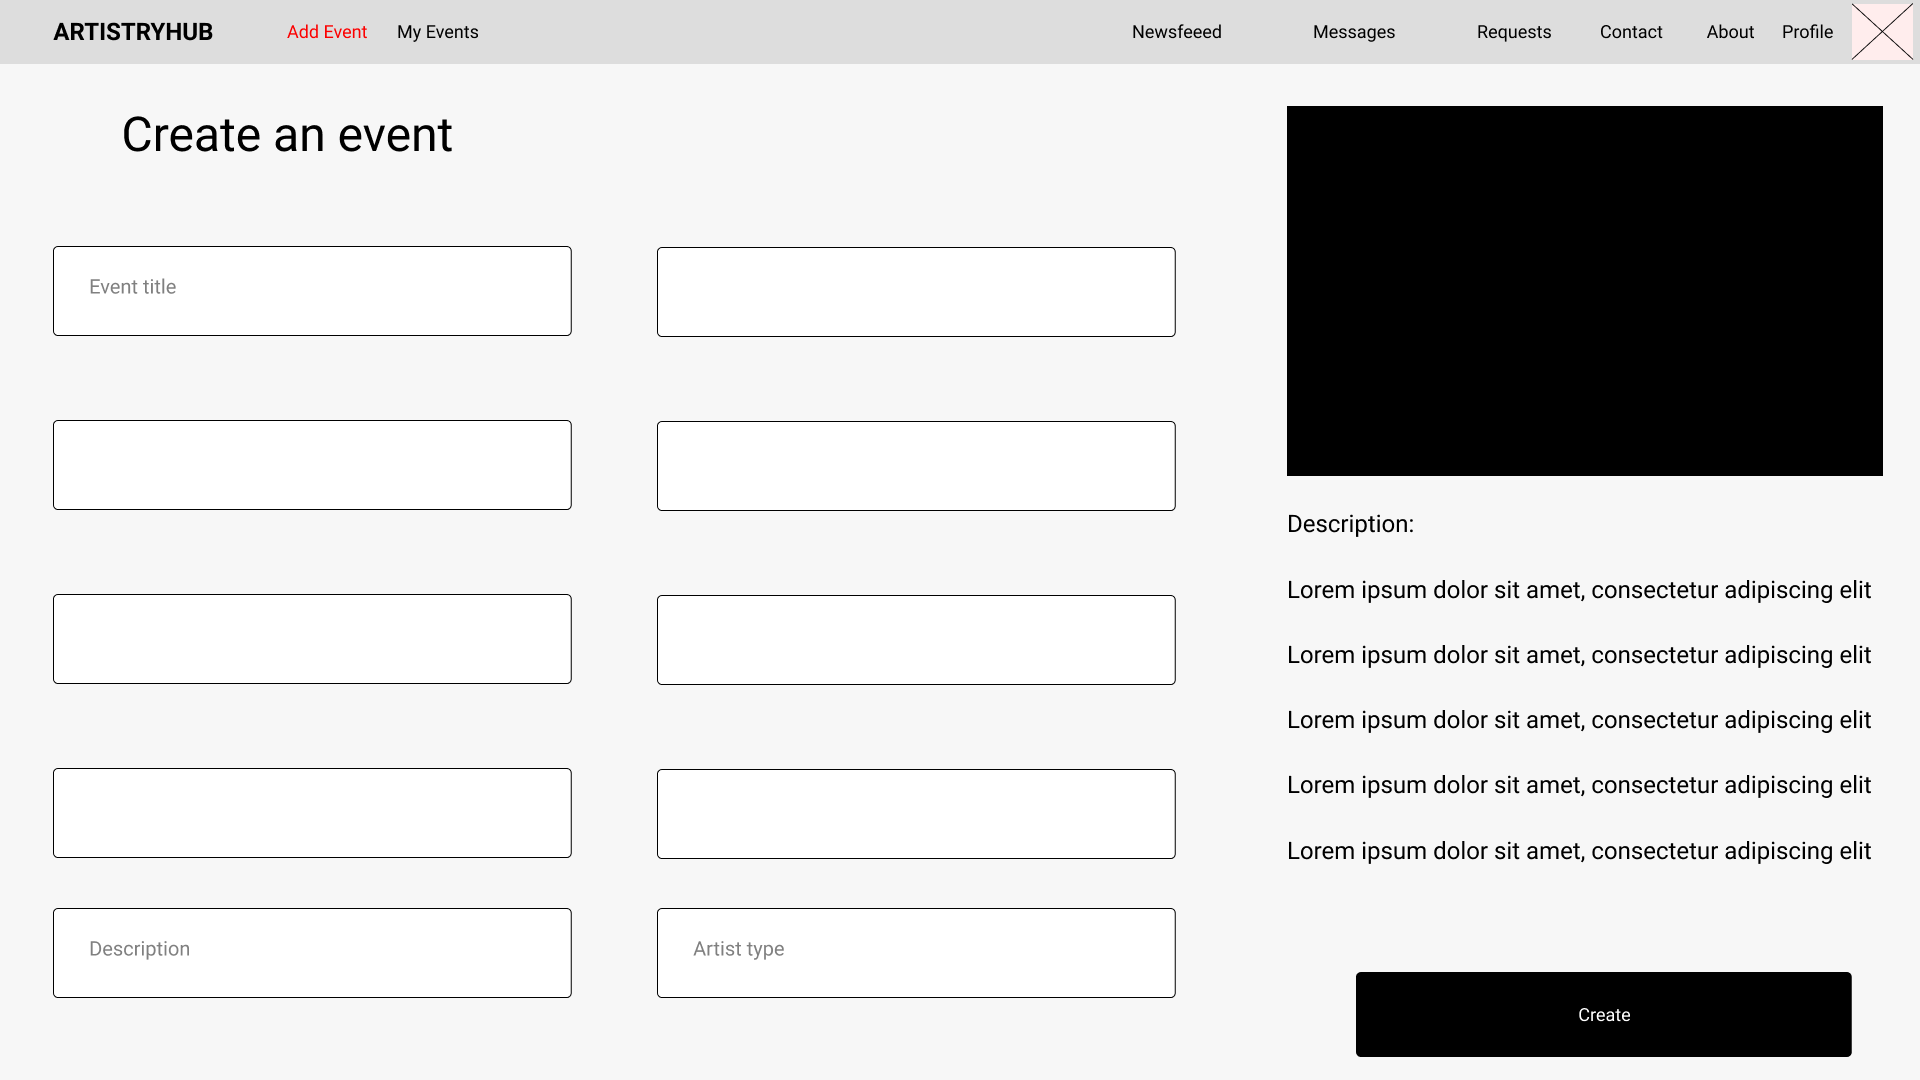 ARTISTRYHUB Add Event My Events Newsfeeed Messages Requests Contact About Profile
Create an event
Event title
Description
Artist type
Description:
Lorem ipsum dolor sit amet, consectetur adipiscing elit
Lorem ipsum dolor sit amet, consectetur adipiscing elit
Lorem ipsum dolor sit amet, consectetur adipiscing elit
Lorem ipsum dolor sit amet, consectetur adipiscing elit
Lorem ipsum dolor sit amet, consectetur adipiscing elit
Create